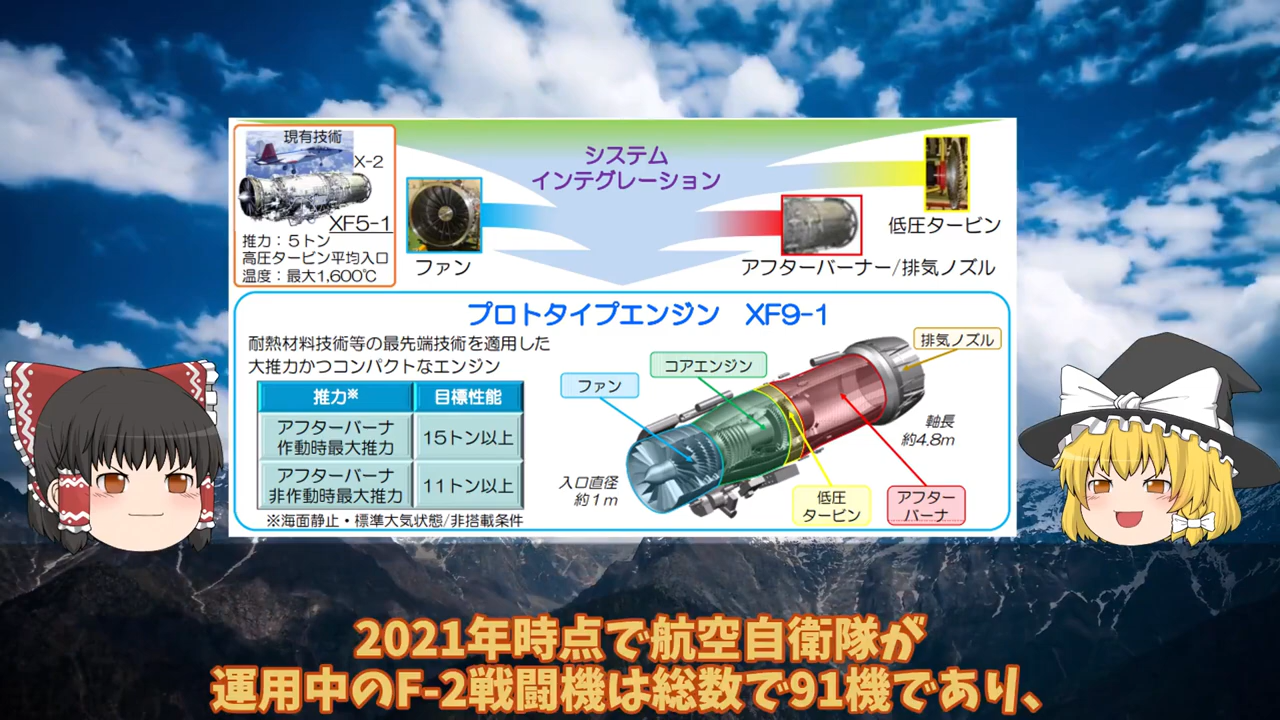 現有技術
X-2
XF5-1
推力：５トン
高圧タービン平均入口
温度：最大1,600℃
システム
インテグレーション
ファン
アフターバーナー/排気ノズル
低圧タービン
プロトタイプエンジン　XF9-1
耐熱材料技術等の最先端技術を適用した
大推力かつコンパクトなエンジン
推力※
目標性能
アフターバーナ
作動時最大推力
15トン以上
アフターバーナ
非作動時最大推力
11トン以上
※海面静止・標準大気状態/非搭載条件
ファン
コアエンジン
排気ノズル
軸長
約4.8m
入口直径
約１m
低圧
タービン
アフター
バーナ
2021年時点で航空自衛隊が
運用中のF-2戦闘機は総数で91機であり、